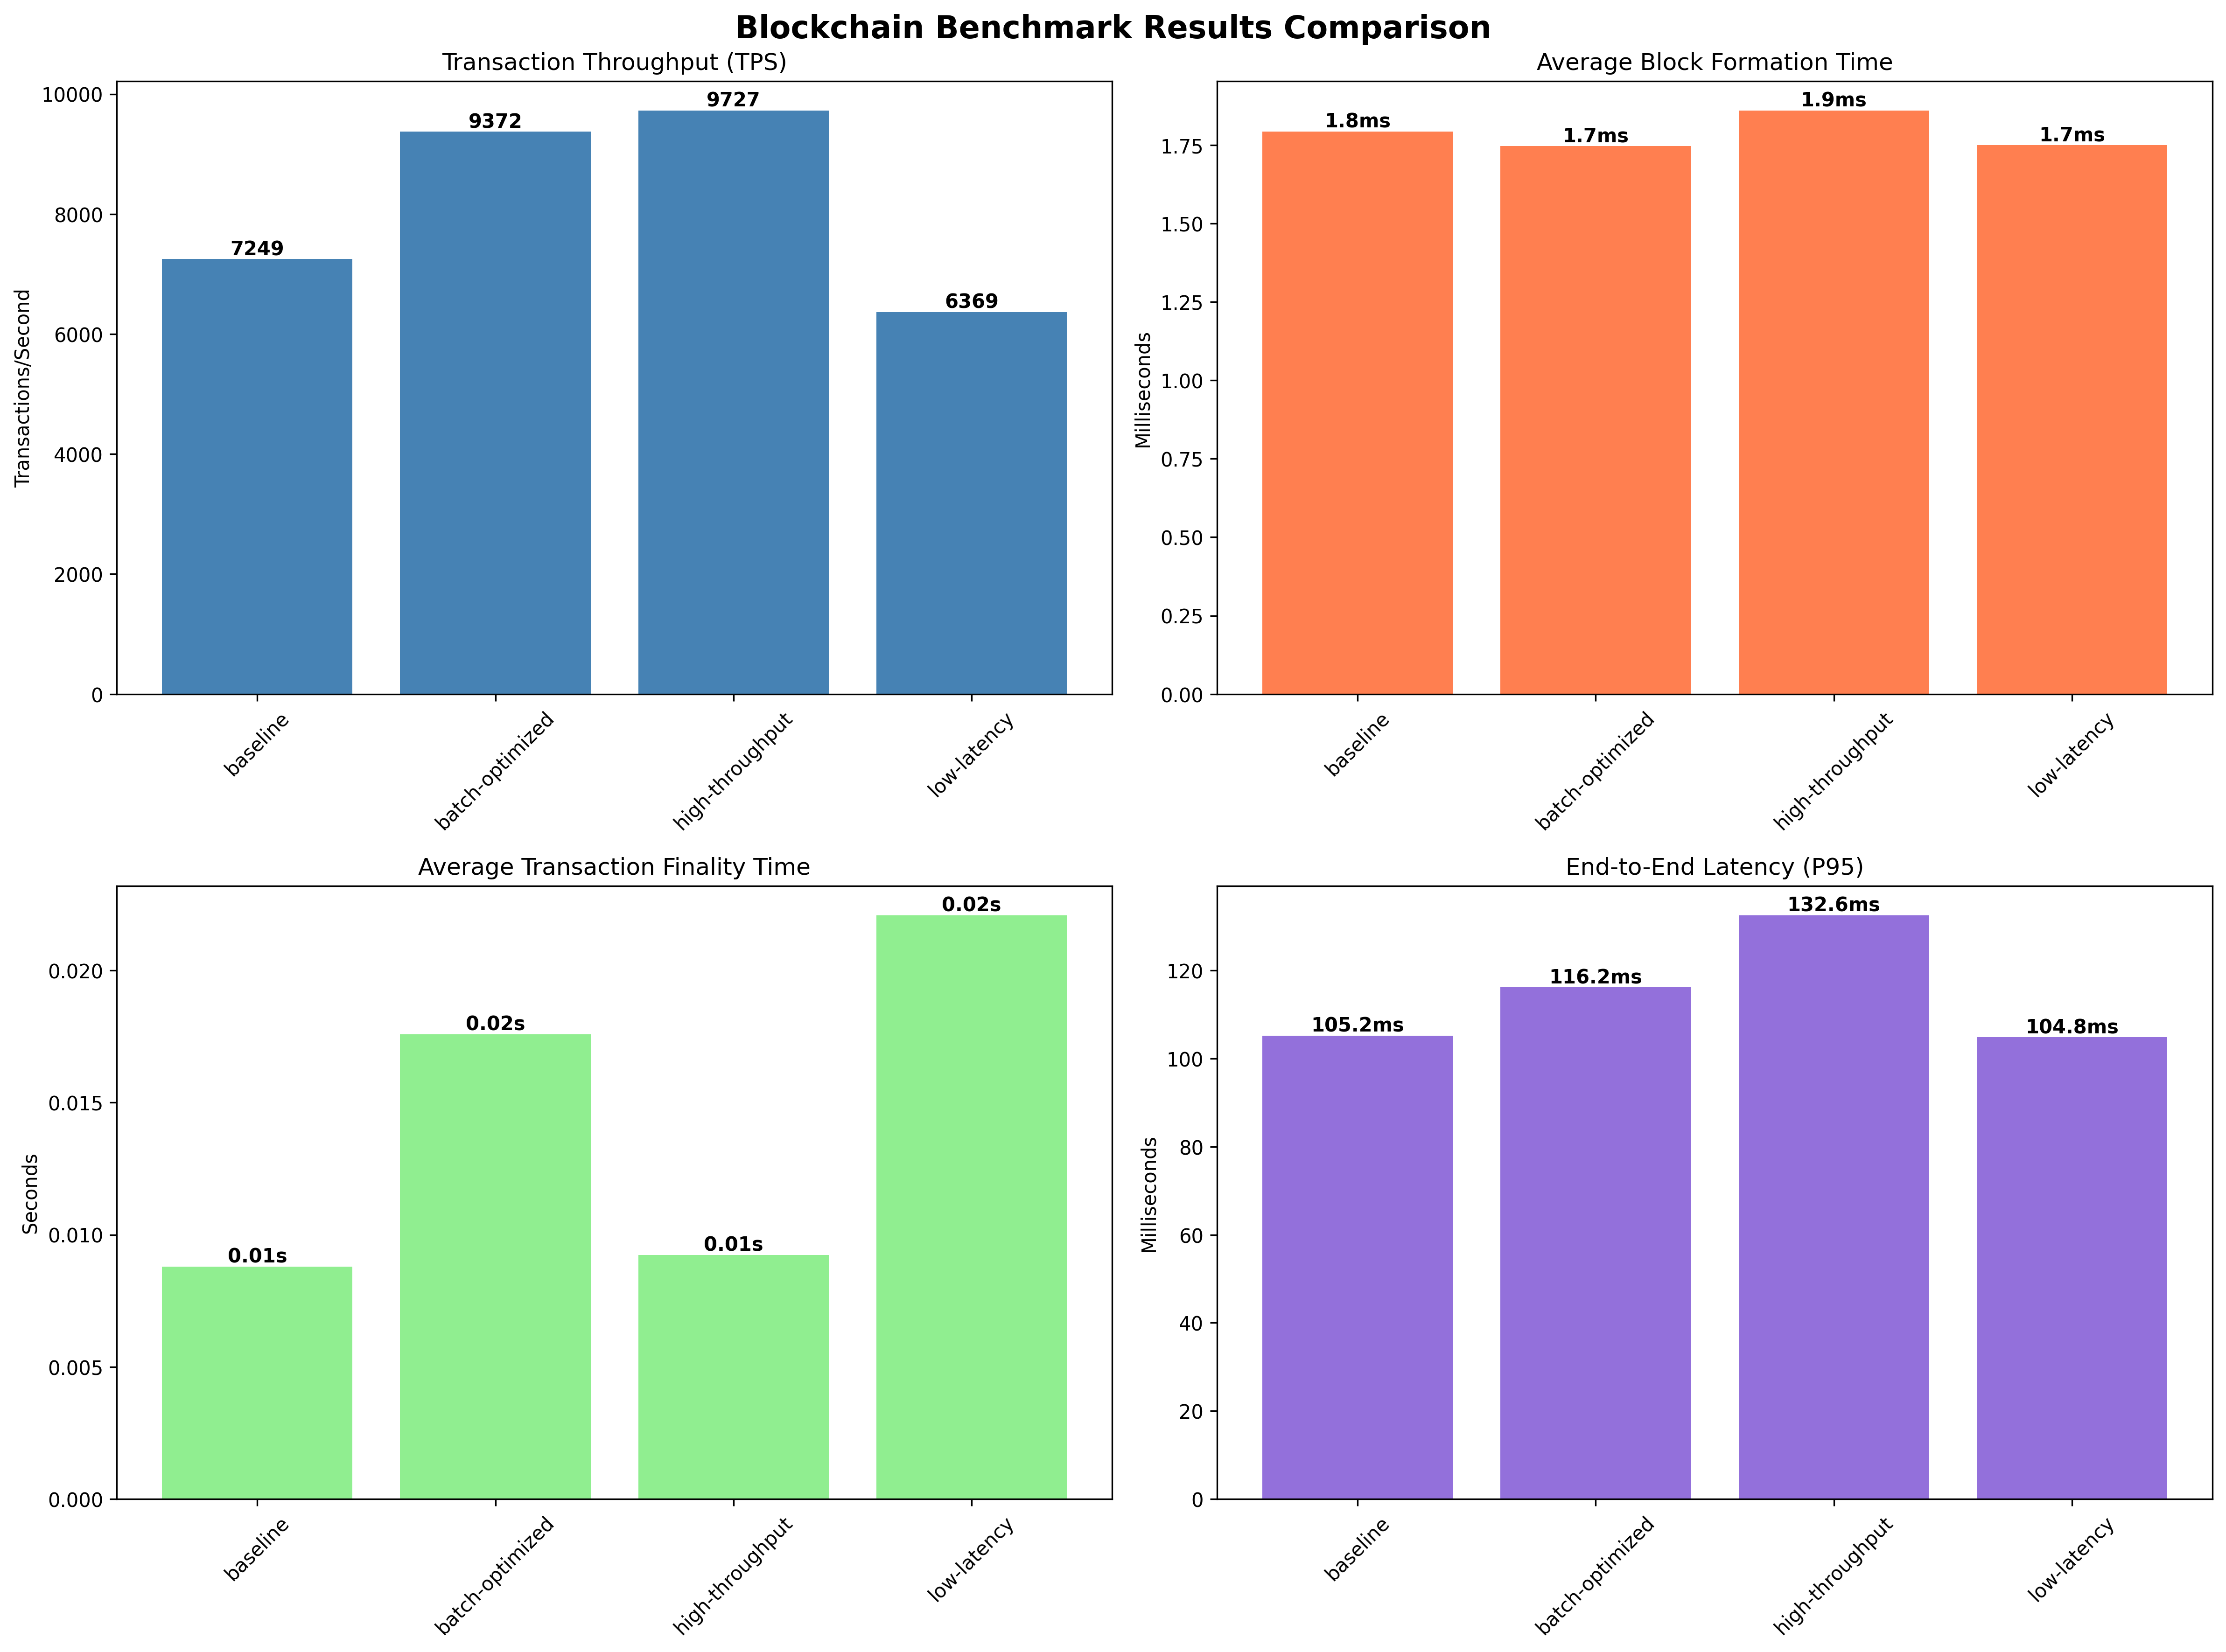 Blockchain Benchmark Results Comparison
Transaction Throughput (TPS)
Transactions/Second
10000
8000
6000
4000
2000
0
7249
9372
9727
6369
baseline
batch-optimized
high-throughput
low-latency
Average Block Formation Time
Milliseconds
1.75
1.50
1.25
1.00
0.75
0.50
0.25
0.00
1.8ms
1.7ms
1.9ms
1.7ms
baseline
batch-optimized
high-throughput
low-latency
Average Transaction Finality Time
Seconds
0.020
0.015
0.010
0.005
0.000
0.01s
0.02s
0.01s
0.02s
baseline
batch-optimized
high-throughput
low-latency
End-to-End Latency (P95)
Milliseconds
120
100
80
60
40
20
0
105.2ms
116.2ms
132.6ms
104.8ms
baseline
batch-optimized
high-throughput
low-latency